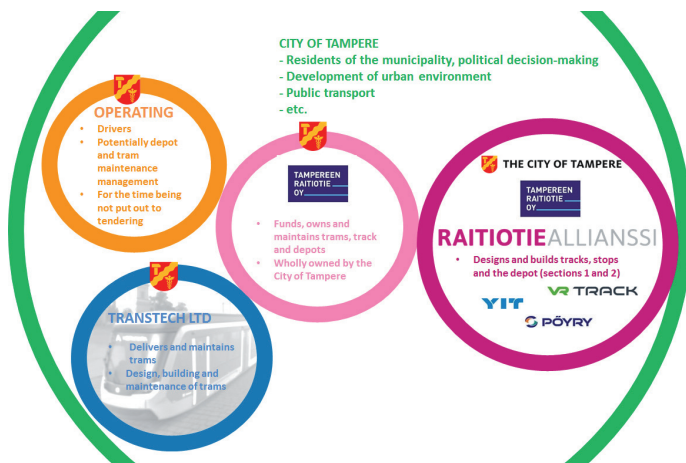 CITY OF TAMPERE
- Residents of the municipality, political decision-making
- Development of urban environment
- Public transport
- etc.
OPERATING
• Drivers
• Potentially depot
and tram
maintenance
management
• For the time being
not put out to
tendering
TAMPEREEN
RAITIOTIE
OY
• Funds, owns and
maintains trams, track
and depots
• Wholly owned by the
City of Tampere
THE CITY OF TAMPERE
TAMPEREEN
RAITIOTIE
OY
RAITIOTIEALLIANSSI
• Designs and builds tracks, stops
and the depot (sections 1 and 2)
YIT
VR TRACK
PÖYRY
TRANSTECH LTD
• Delivers and maintains
trams
• Design, building and
maintenance of trams